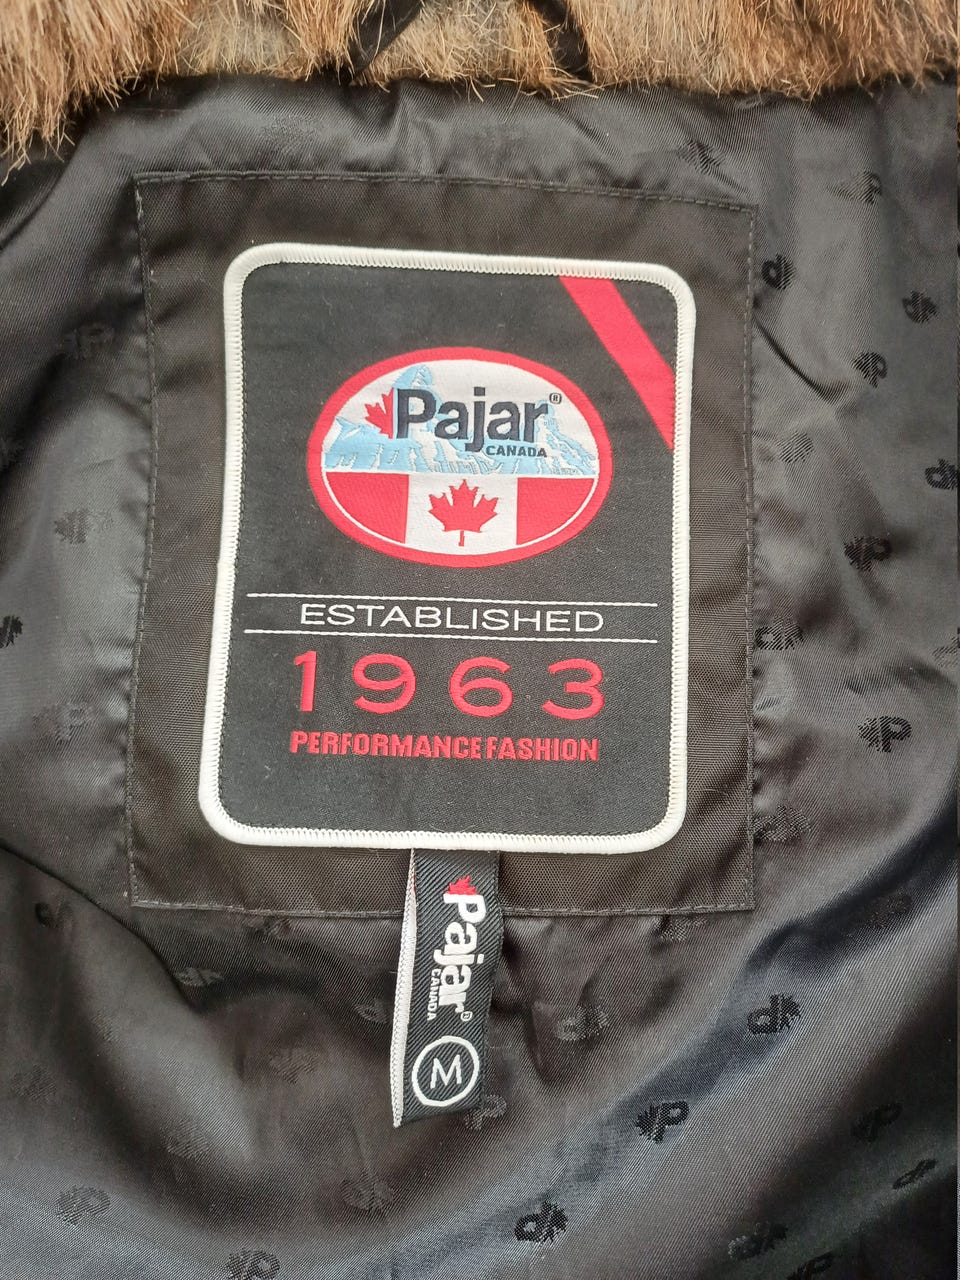 Pajar®
CANADA
ESTABLISHED
1963
PERFORMANCE FASHION
Pajar®
CANADA
M